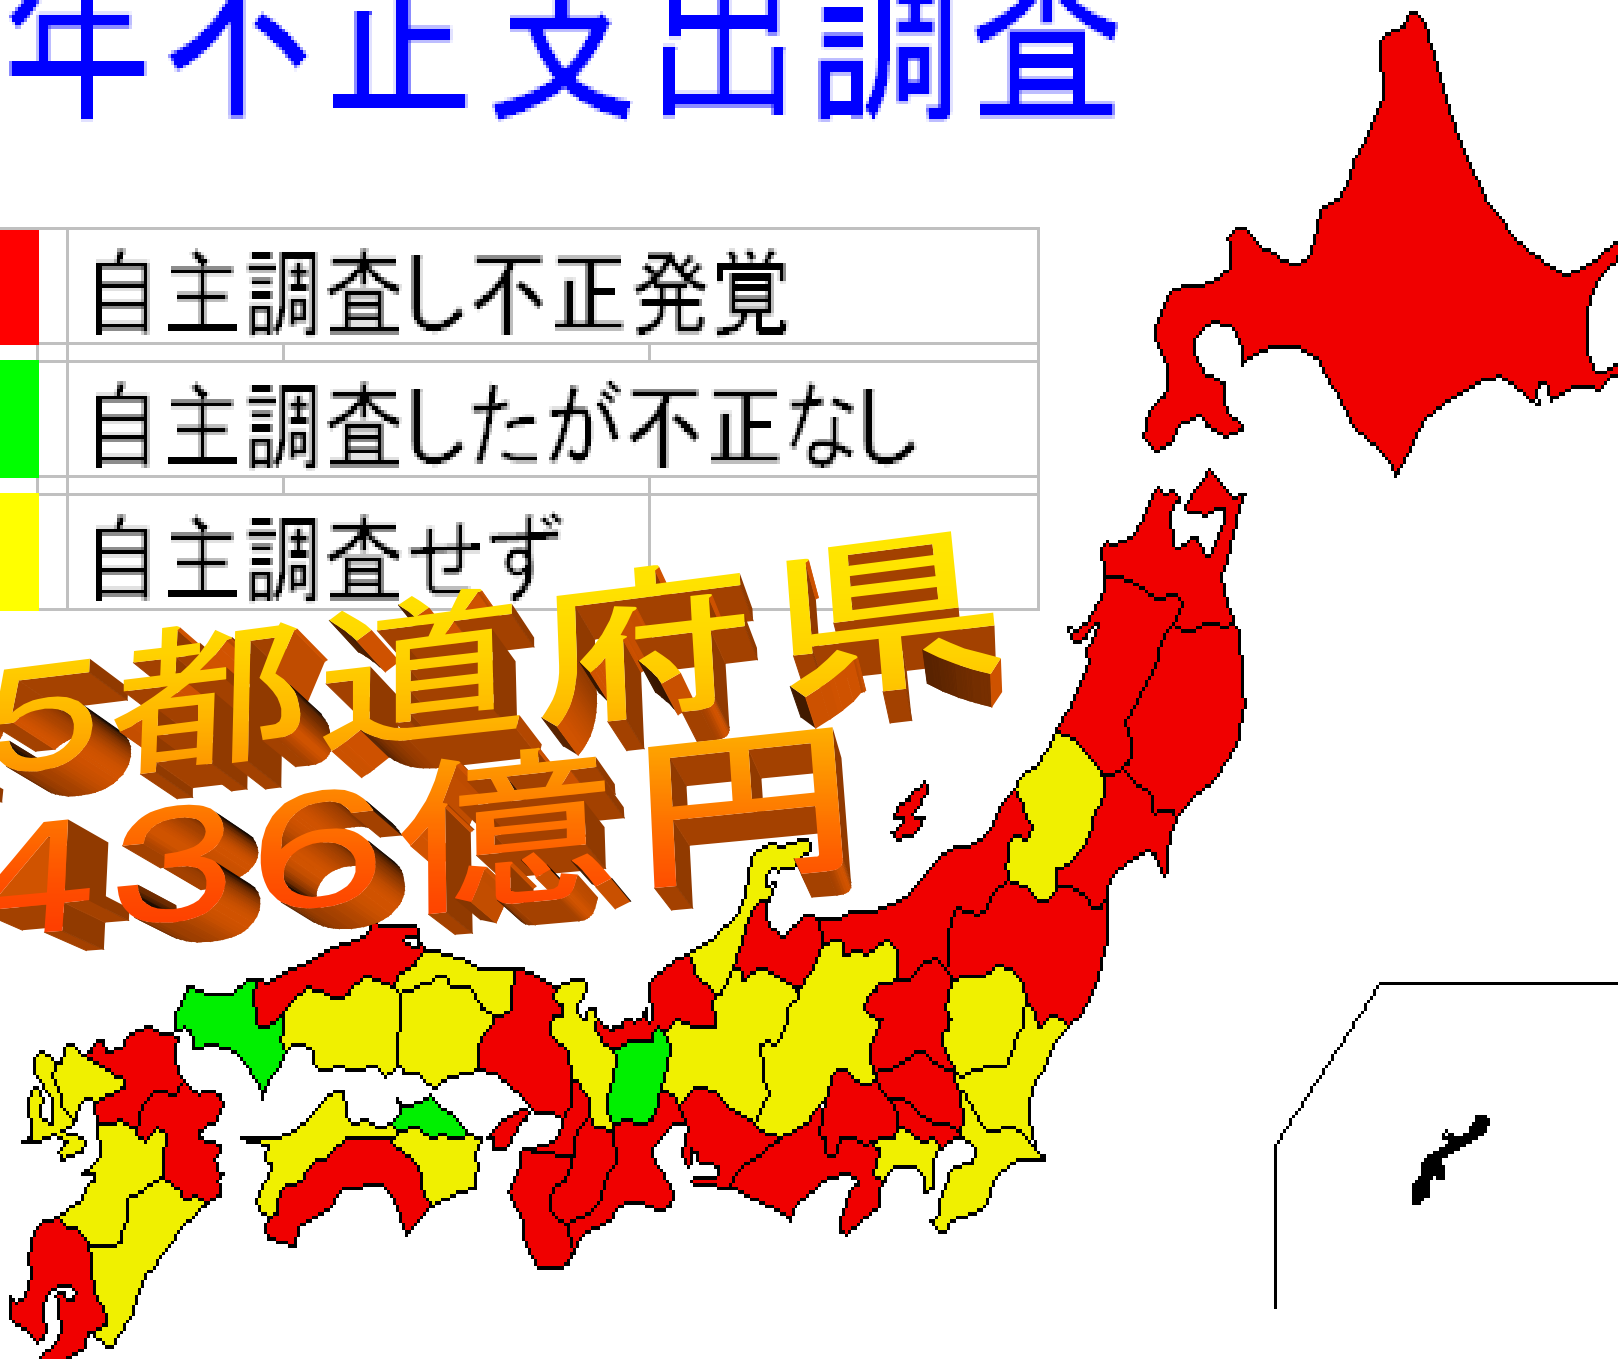 年不正支出調査
自主調査し不正発覚
自主調査したが不正なし
自主調査せず
5都道府県
436億円